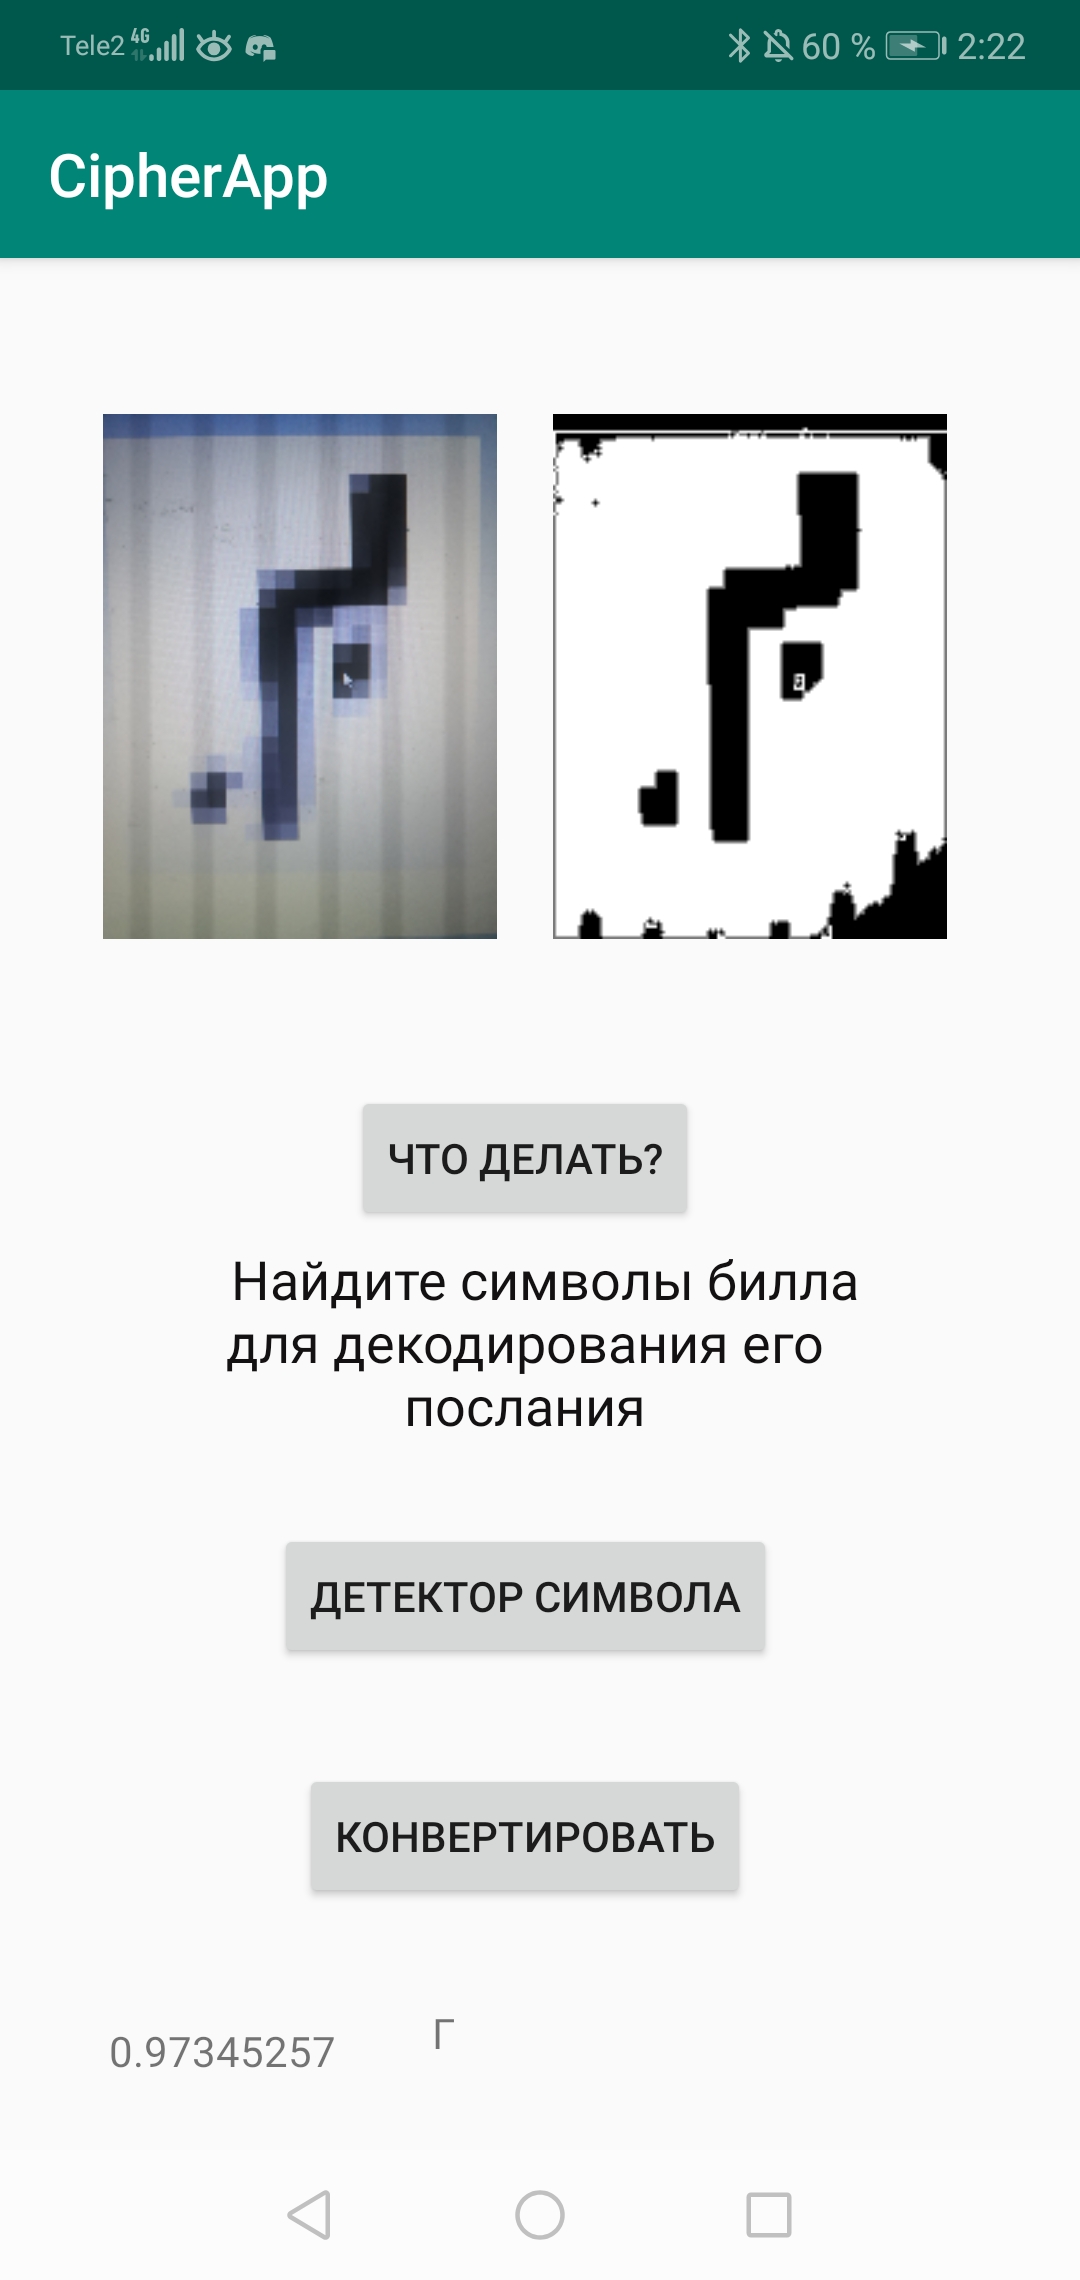 Tele2 4G 60 % 2:22
CipherApp
ЧТО ДЕЛАТЬ?
Найдите символы билла
для декодирования его
послания
ДЕТЕКТОР СИМВОЛА
КОНВЕРТИРОВАТЬ
0.97345257 Г